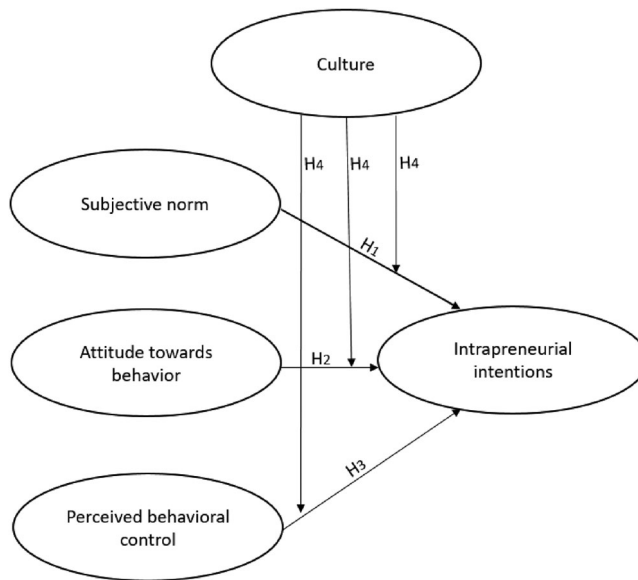 Culture
H4
H4
H4
Subjective norm
H1
Attitude towards
behavior
H2
Intrapreneurial
intentions
H3
Perceived behavioral
control